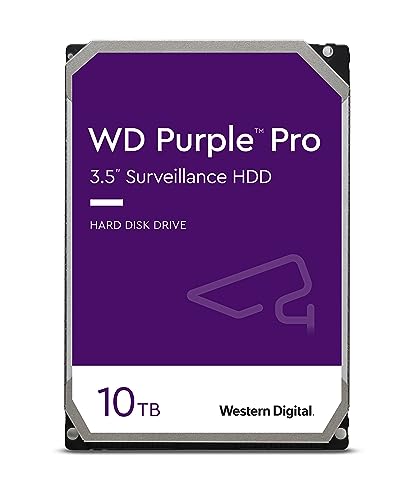 WD Purple™ Pro
3.5" Surveillance HDD
HARD DISK DRIVE
10TB
Western Digital.